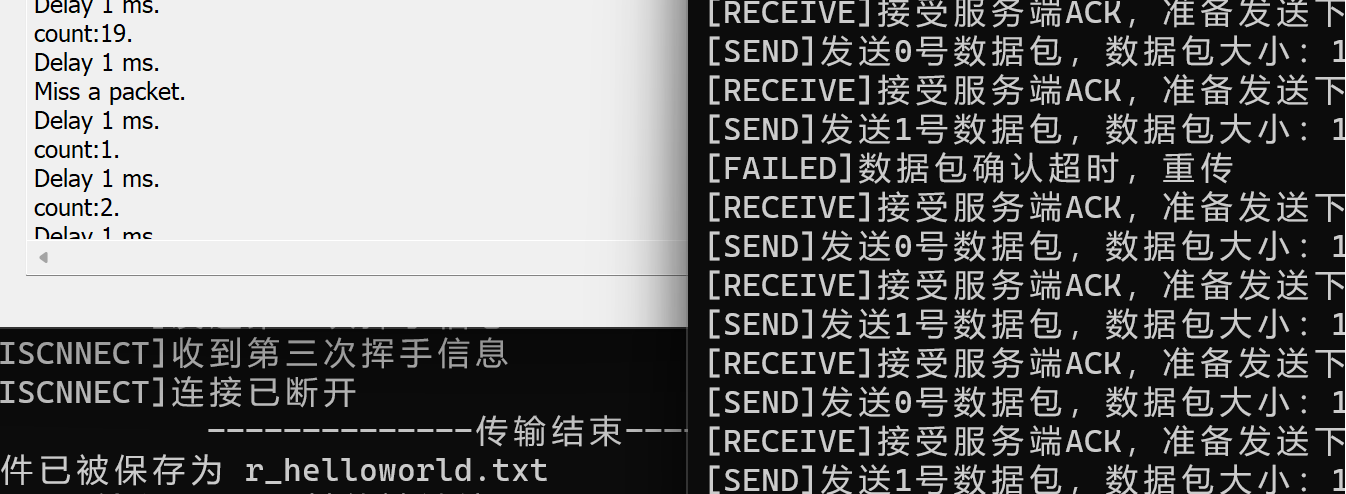 Delay 1 ms.
count:19.
Delay 1 ms.
Miss a packet.
Delay 1 ms.
count:1.
Delay 1 ms.
count:2.
Delay 1 ms
ISCNNECT]收到第三次挥手信息
ISCNNECT]连接已断开
--------------传输结束----
件已被保存为 r_helloworld.txt
[RECEIVE]接受服务端ACK, 准备发送下
[SEND]发送0号数据包, 数据包大小: 1
[RECEIVE]接受服务端ACK, 准备发送下
[SEND]发送1号数据包, 数据包大小: 1
[FAILED]数据包确认超时, 重传
[RECEIVE]接受服务端ACK, 准备发送下
[SEND]发送0号数据包, 数据包大小: 1
[RECEIVE]接受服务端ACK, 准备发送下
[SEND]发送1号数据包, 数据包大小: 1
[RECEIVE]接受服务端ACK, 准备发送下
[SEND]发送0号数据包, 数据包大小: 1
[RECEIVE]接受服务端ACK, 准备发送下
[SEND]发送1号数据包, 数据包大小: 1